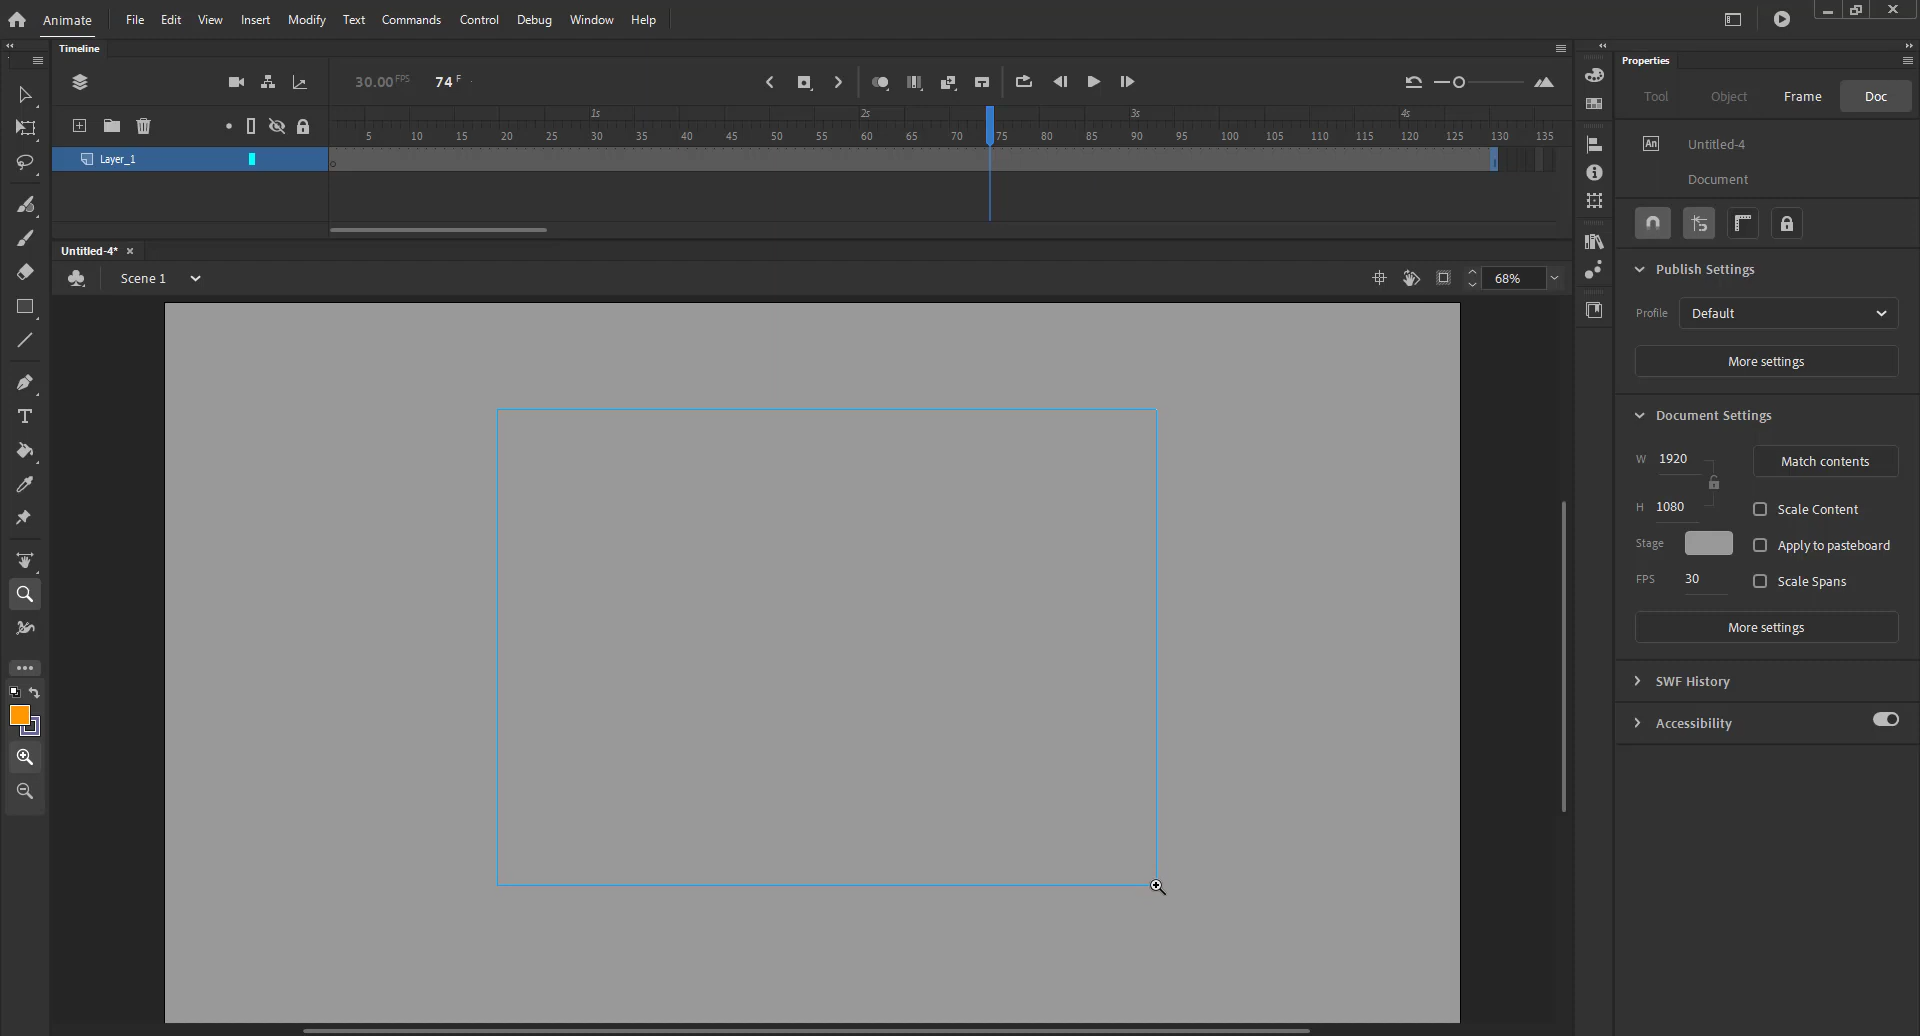 Animate File Edit View Insert Modify Text Commands Control Debug Window Help
Timeline
30.00 FPS 74 F
1s 2s 3s 4s
5 10 15 20 25 30 35 40 45 50 55 60 65 70 75 80 85 90 95 100 105 110 115 120 125 130 135
Layer_1
Untitled-4*
Scene 1
68%
Properties
Tool Object Frame Doc
An Untitled-4
Document
Publish Settings
Profile Default
More settings
Document Settings
W 1920 Match contents
H 1080 Scale Content
Stage Apply to pasteboard
FPS 30 Scale Spans
More settings
SWF History
Accessibility